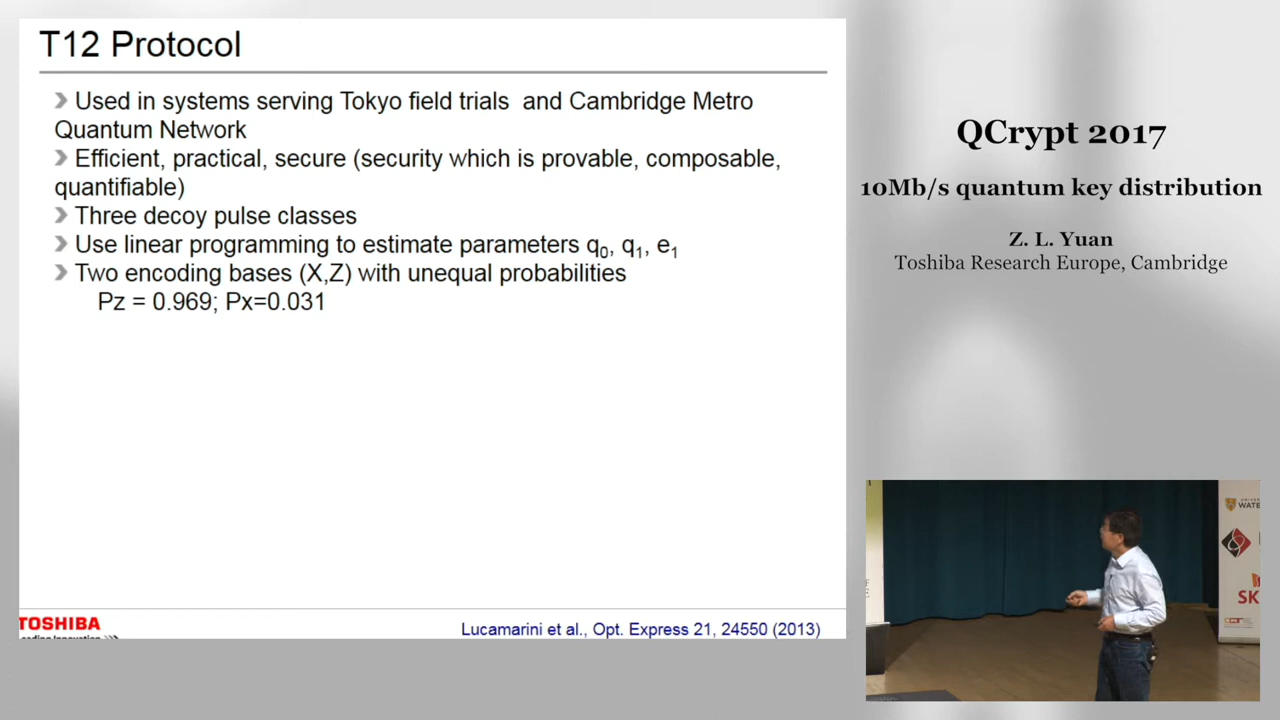 T12 Protocol
Used in systems serving Tokyo field trials and Cambridge Metro
Quantum Network
Efficient, practical, secure (security which is provable, composable,
quantifiable)
Three decoy pulse classes
Use linear programming to estimate parameters q0, q1, e1
Two encoding bases (X,Z) with unequal probabilities
Pz = 0.969; Px=0.031
TOSHIBA
Lucamarini et al., Opt. Express 21, 24550 (2013)
QCrypt 2017
10Mb/s quantum key distribution
Z. L. Yuan
Toshiba Research Europe, Cambridge
WATE
SK